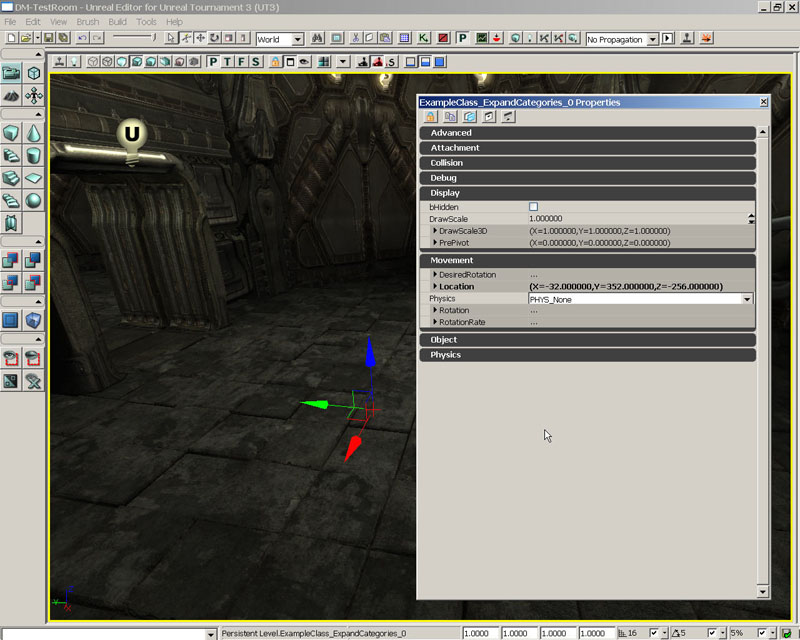 DM-TestRoom - Unreal Editor for Unreal Tournament 3 (UT3)
File Edit View Brush Build Tools Help
World
K
P
No Propagation
P T F S
S
U
ExampleClass_ExpandCategories_0 Properties
Advanced
Attachment
Collision
Debug
Display
bHidden
DrawScale 1.000000
DrawScale3D (X=1.000000,Y=1.000000,Z=1.000000)
PrePivot (X=0.000000,Y=0.000000,Z=0.000000)
Movement
DesiredRotation ...
Location (X=-32.000000,Y=352.000000,Z=-256.000000)
Physics PHYS_None
Rotation ...
RotationRate ...
Object
Physics
Persistent Level.ExampleClass_ExpandCategories_0 1.0000 1.0000 1.0000 1.0000 16 5 5%